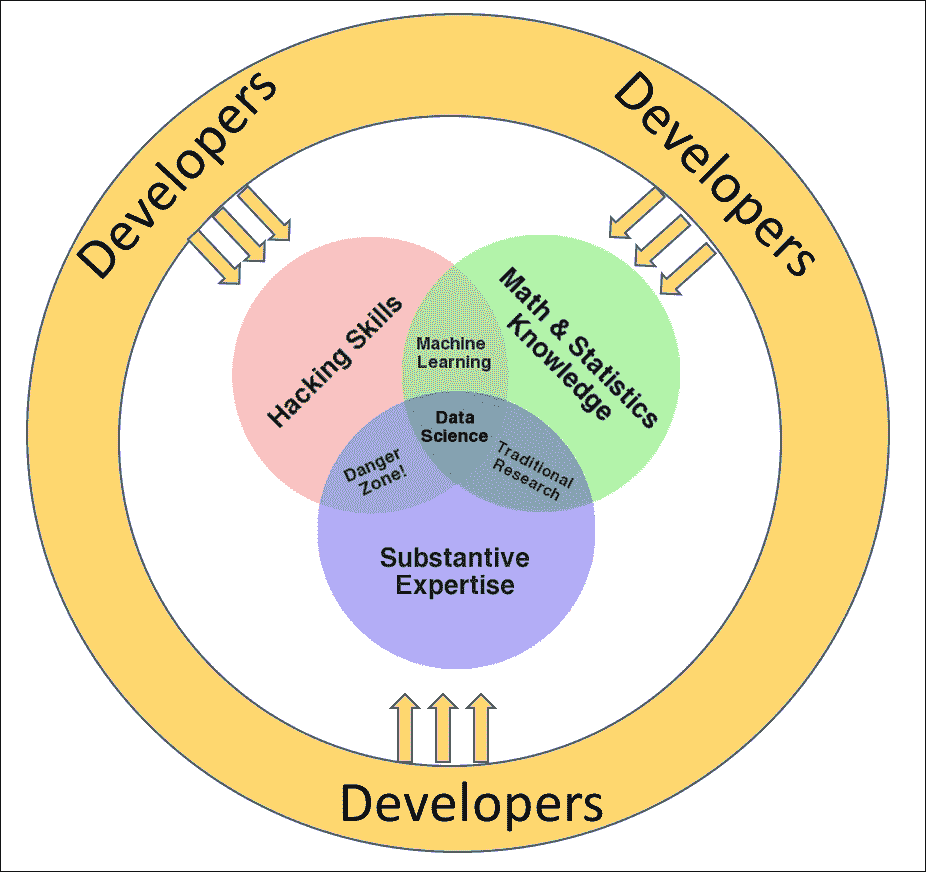 Developers
Developers
Hacking Skills
Math & Statistics
Knowledge
Machine
Learning
Data
Science
Danger
Zone!
Traditional
Research
Substantive
Expertise
Developers